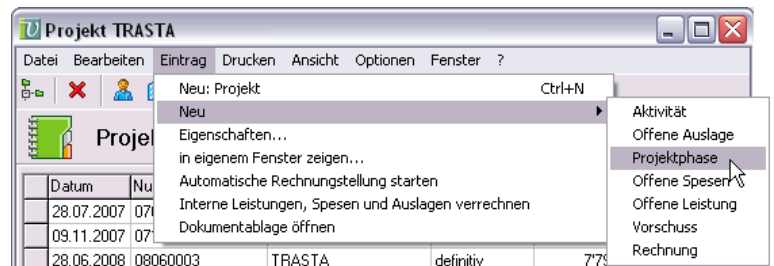 Projekt TRASTA
Datei Bearbeiten Eintrag Drucken Ansicht Optionen Fenster ?
Neu: Projekt Ctrl+N
Neu
Aktivität
Eigenschaften...
Offene Auslage
in eigenem Fenster zeigen...
Projektphase
Automatische Rechnungstellung starten
Offene Spesen
Interne Leistungen, Spesen und Auslagen verrechnen
Offene Leistung
Dokumentablage öffnen
Vorschuss
Rechnung
Datum
28.07.2007
09.11.2007
28.06.2008 08060003 TRASTA definitiv